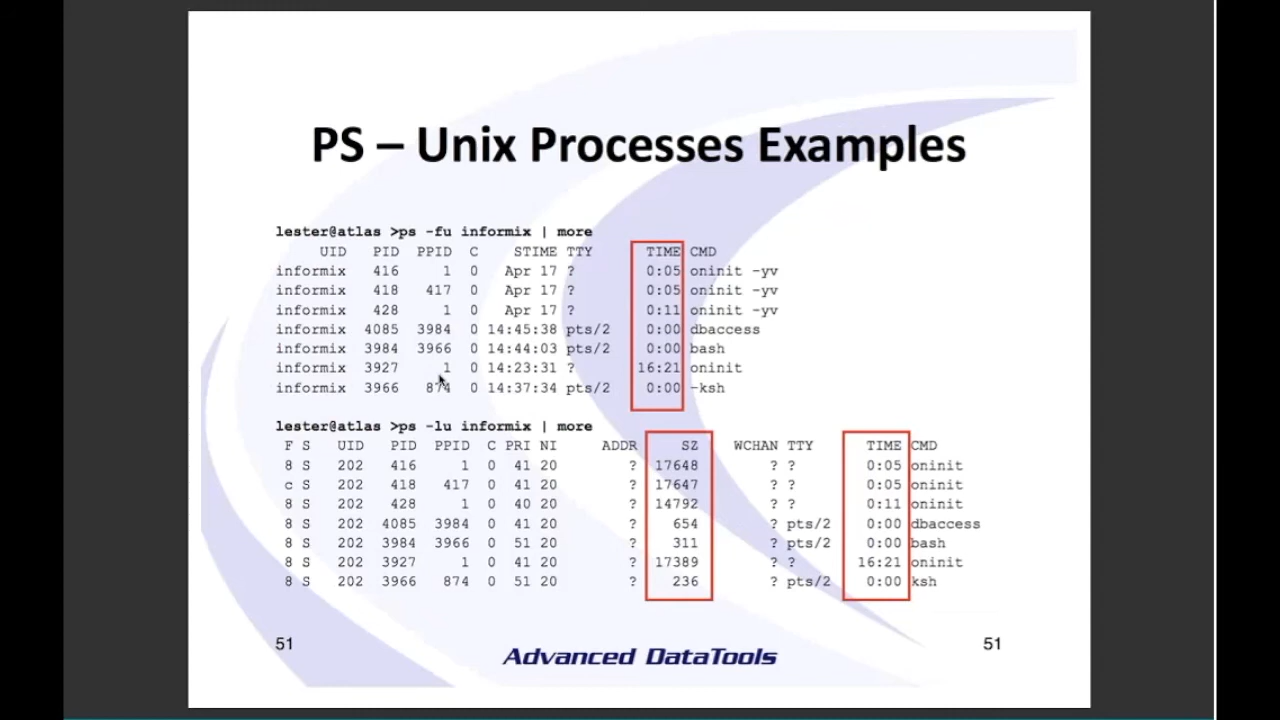 PS – Unix Processes Examples
lester@atlas >ps -fu informix | more
UID PID PPID C STIME TTY TIME CMD
informix 416 1 0 Apr 17 ? 0:05 oninit -yv
informix 418 417 0 Apr 17 ? 0:05 oninit -yv
informix 428 1 0 Apr 17 ? 0:11 oninit -yv
informix 4085 3984 0 14:45:38 pts/2 0:00 dbaccess
informix 3984 3966 0 14:44:03 pts/2 0:00 bash
informix 3927 1 0 14:23:31 ? 16:21 oninit
informix 3966 874 0 14:37:34 pts/2 0:00 -ksh
lester@atlas >ps -lu informix | more
F S UID PID PPID C PRI NI ADDR SZ WCHAN TTY TIME CMD
8 S 202 416 1 0 41 20 ? 17648 ? ? 0:05 oninit
c S 202 418 417 0 41 20 ? 17647 ? ? 0:05 oninit
8 S 202 428 1 0 40 20 ? 14792 ? ? 0:11 oninit
8 S 202 4085 3984 0 41 20 ? 654 ? pts/2 0:00 dbaccess
8 S 202 3984 3966 0 51 20 ? 311 ? pts/2 0:00 bash
8 S 202 3927 1 0 41 20 ? 17389 ? ? 16:21 oninit
8 S 202 3966 874 0 51 20 ? 236 ? pts/2 0:00 ksh
51 Advanced DataTools 51